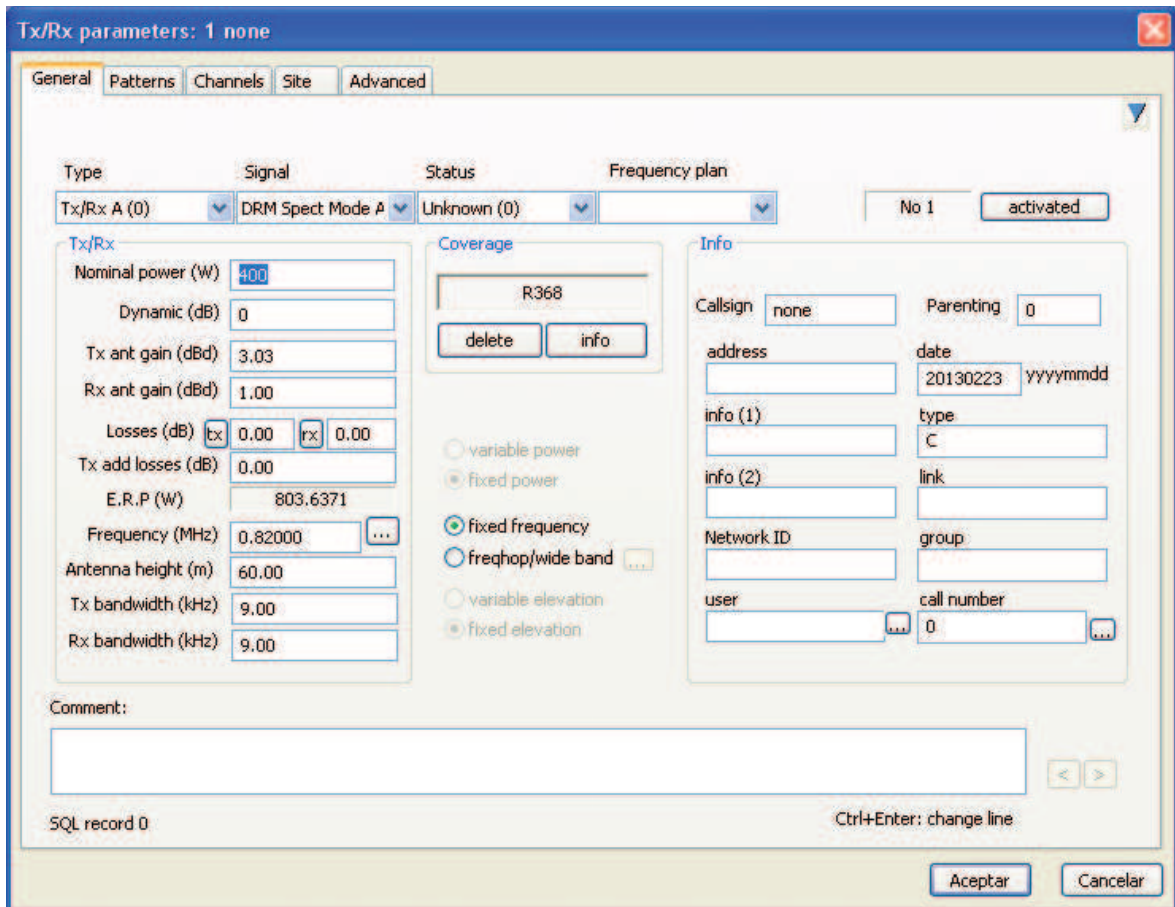 Tx/Rx parameters: 1 none
General Patterns Channels Site Advanced
Type Signal Status Frequency plan
Tx/Rx A (0) DRM Spect Mode A Unknown (0) No 1 activated
Tx/Rx
Nominal power (W) 400
Dynamic (dB) 0
Tx ant gain (dBd) 3.03
Rx ant gain (dBd) 1.00
Losses (dB) tx 0.00 rx 0.00
Tx add losses (dB) 0.00
E.R.P (W) 803.6371
Frequency (MHz) 0.82000 ...
Antenna height (m) 60.00
Tx bandwidth (kHz) 9.00
Rx bandwidth (kHz) 9.00
Coverage
R368
delete info
variable power
fixed power
fixed frequency
freqhop/wide band ...
variable elevation
fixed elevation
Info
Callsign none Parenting 0
address date
20130223 yyyymmdd
info (1) type
C
info (2) link
Network ID group
user call number
... 0 ...
Comment:
< >
SQL record 0 Ctrl+Enter: change line
Aceptar Cancelar